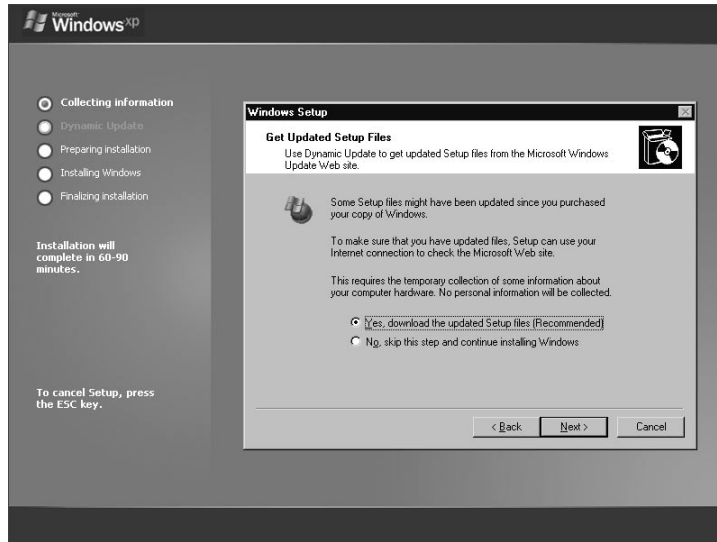 Microsoft
Windows xp
Collecting information
Dynamic Update
Preparing installation
Installing Windows
Finalizing installation
Installation will
complete in 60-90
minutes.
To cancel Setup, press
the ESC key.
Windows Setup
Get Updated Setup Files
Use Dynamic Update to get updated Setup files from the Microsoft Windows
Update Web site.
Some Setup files might have been updated since you purchased
your copy of Windows.
To make sure that you have updated files, Setup can use your
Internet connection to check the Microsoft Web site.
This requires the temporary collection of some information about
your computer hardware. No personal information will be collected.
Yes, download the updated Setup files (Recommended)
No, skip this step and continue installing Windows
< Back Next > Cancel